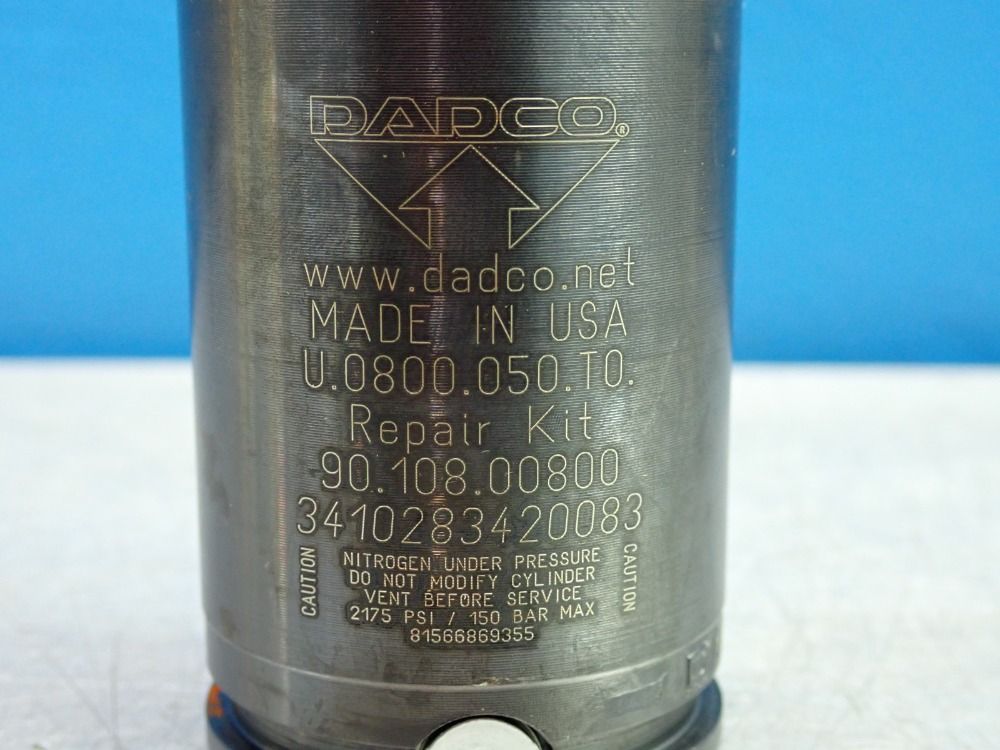 DADCO®
www.dadco.net
MADE IN USA
U.0800.050.TO.
Repair Kit
90.108.00800
3410283420083
CAUTION
NITROGEN UNDER PRESSURE
DO NOT MODIFY CYLINDER
VENT BEFORE SERVICE
2175 PSI / 150 BAR MAX
81566869355
CAUTION